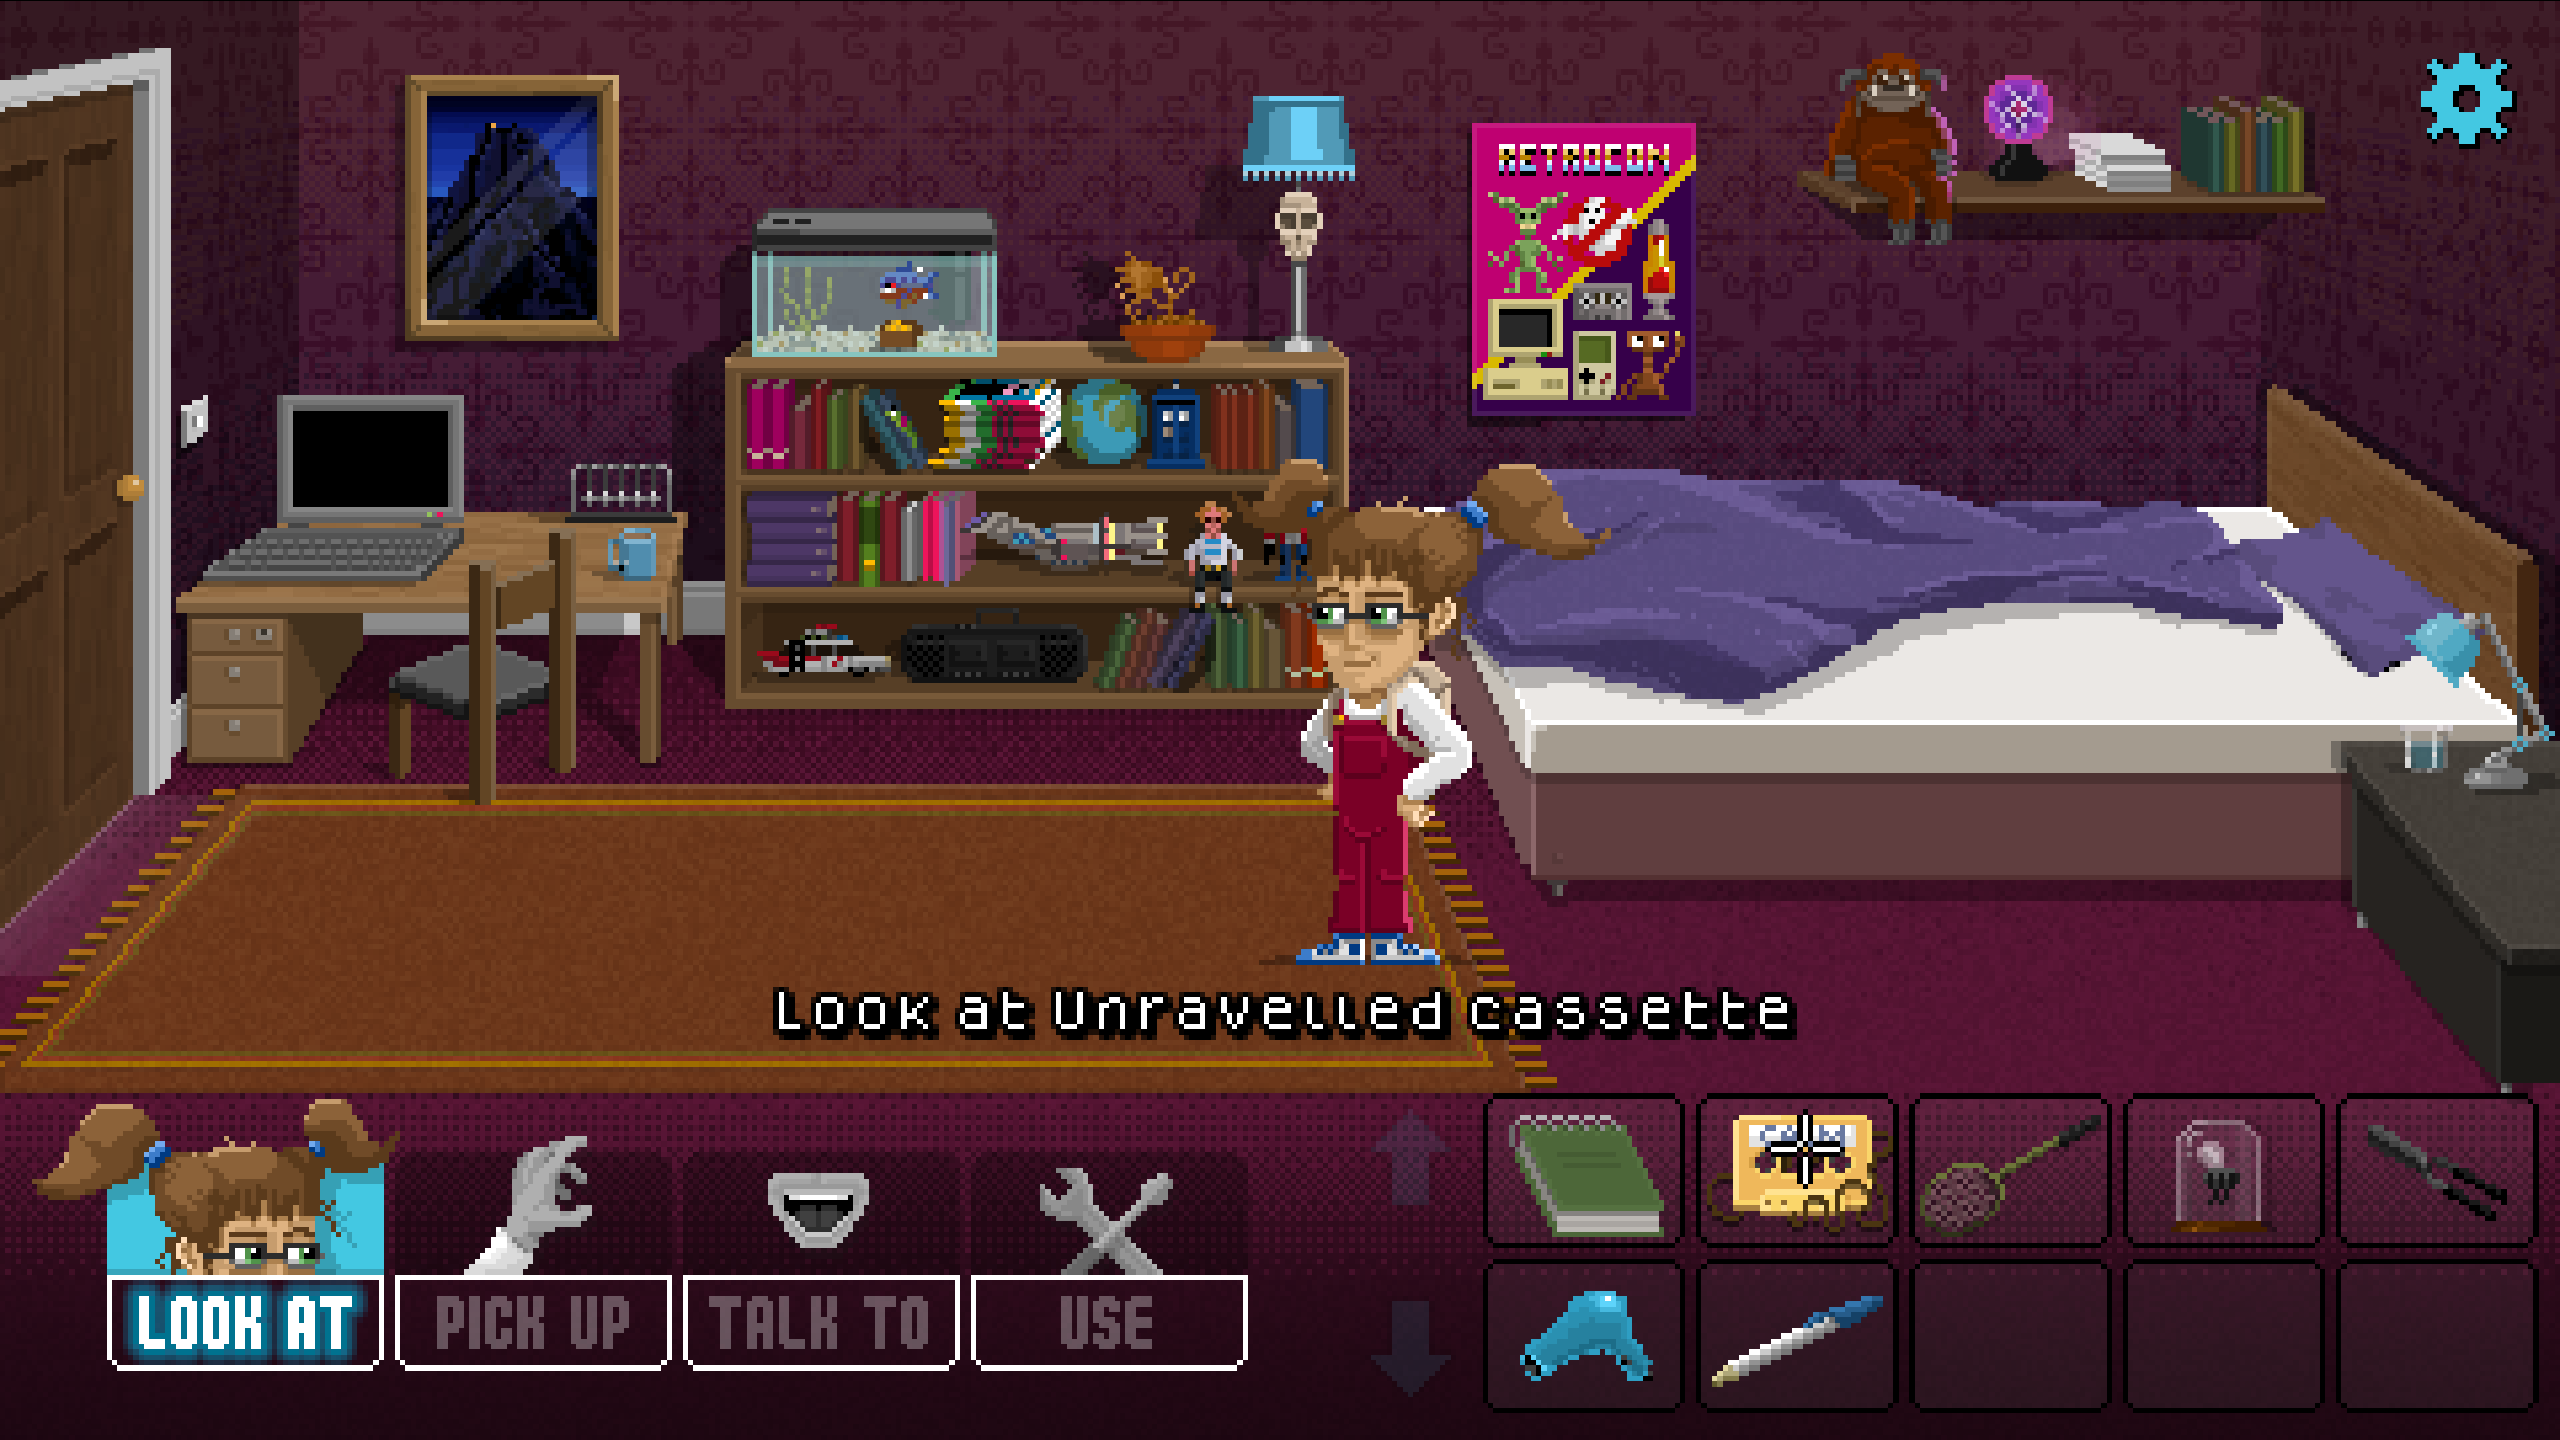 RETROCON
Look at Unravelled cassette
LOOK AT
PICK UP
TALK TO
USE